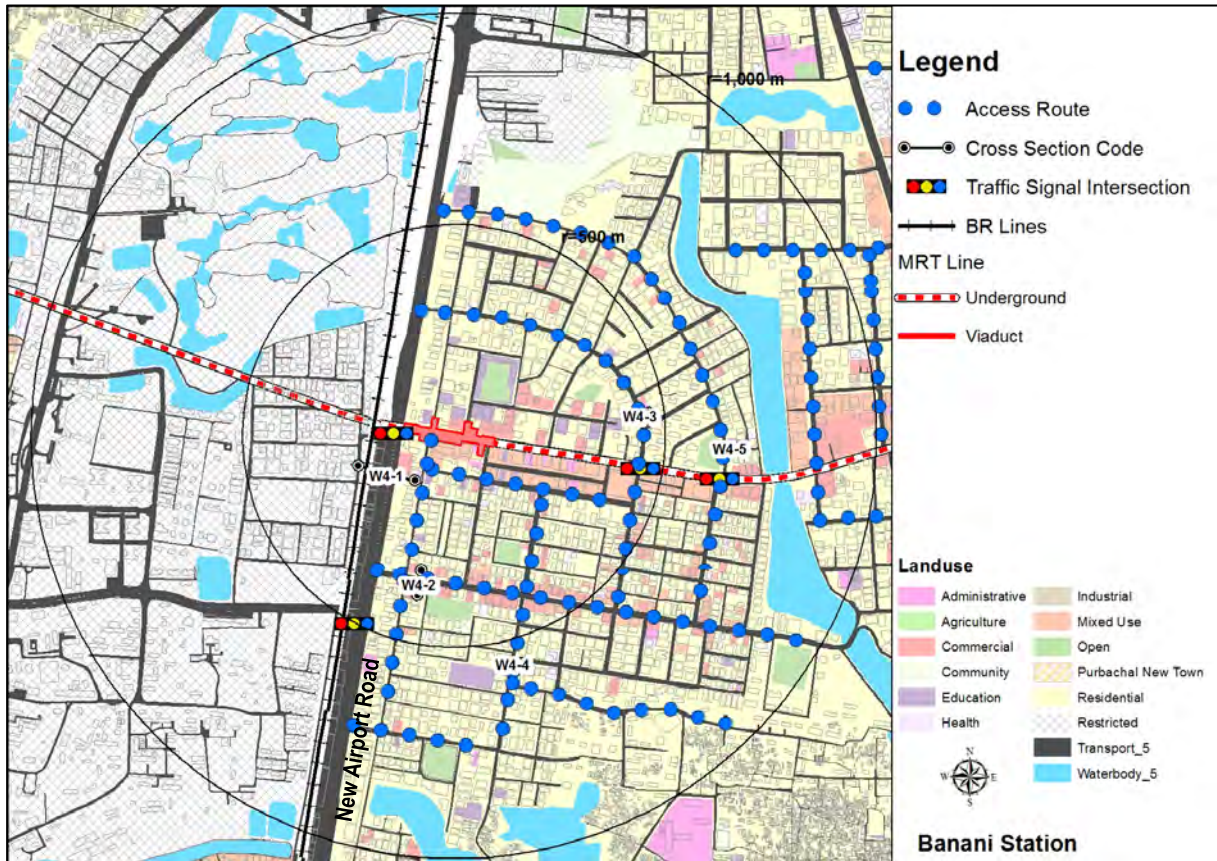 r=1,000 m
r=500 m
W4-3
W4-5
W4-1
W4-2
W4-4
New Airport Road
Legend
Access Route
Cross Section Code
Traffic Signal Intersection
BR Lines
MRT Line
Underground
Viaduct
Landuse
Administrative
Agriculture
Commercial
Community
Education
Health
Industrial
Mixed Use
Open
Purbachal New Town
Residential
Restricted
Transport_5
Waterbody_5
N
W E
S
Banani Station